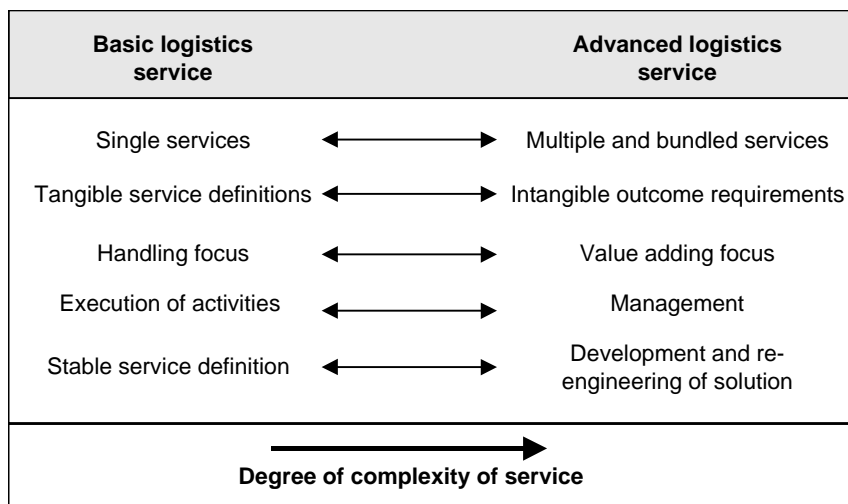 Basic logistics
service
Advanced logistics
service
Single services
Multiple and bundled services
Tangible service definitions
Intangible outcome requirements
Handling focus
Value adding focus
Execution of activities
Management
Stable service definition
Development and re-
engineering of solution
Degree of complexity of service